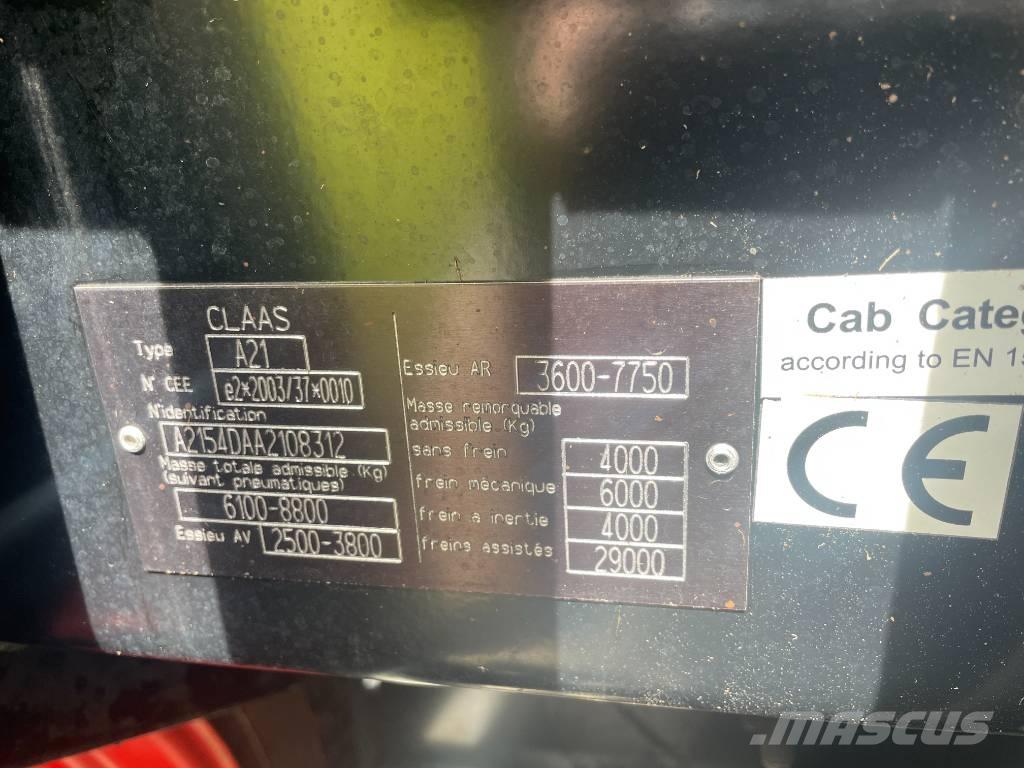 CLAAS
Type A21
N° CEE e2*2003/37*0010
N'identification
A2154DAA2108312
Masse totale admissible (Kg)
(suivant pneumatiques)
6100-8800
Essieu AV 2500-3800
Essieu AR 3600-7750
Masse remorquable
admissible (Kg)
sans frein 4000
frein mécanique 6000
frein a inertie 4000
freins assistés 29000
Cab Categ
according to EN 1
CE
MASCUS